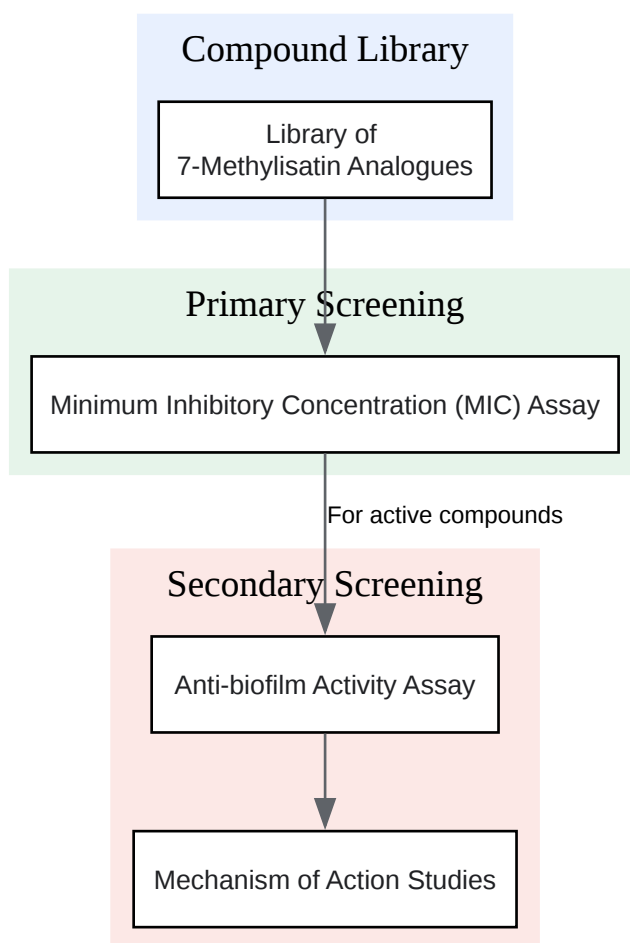 Compound Library
Library of
7-Methylisatin Analogues
Primary Screening
Minimum Inhibitory Concentration (MIC) Assay
For active compounds
Secondary Screening
Anti-biofilm Activity Assay
Mechanism of Action Studies